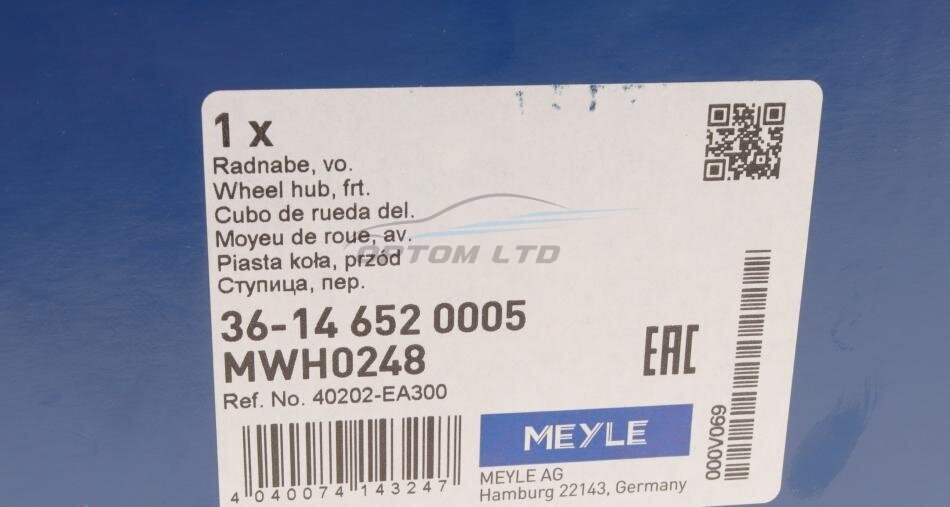 1 x
Radnabe, vo.
Wheel hub, frt.
Cubo de rueda del.
Moyeu de roue, av.
Piasta koła, przód
Ступица, пер.
OPTOM LTD
36-14 652 0005
MWH0248
Ref. No. 40202-EA300
EAC
MEYLE
MEYLE AG
Hamburg 22143, Germany
4 040074 143247
000V069